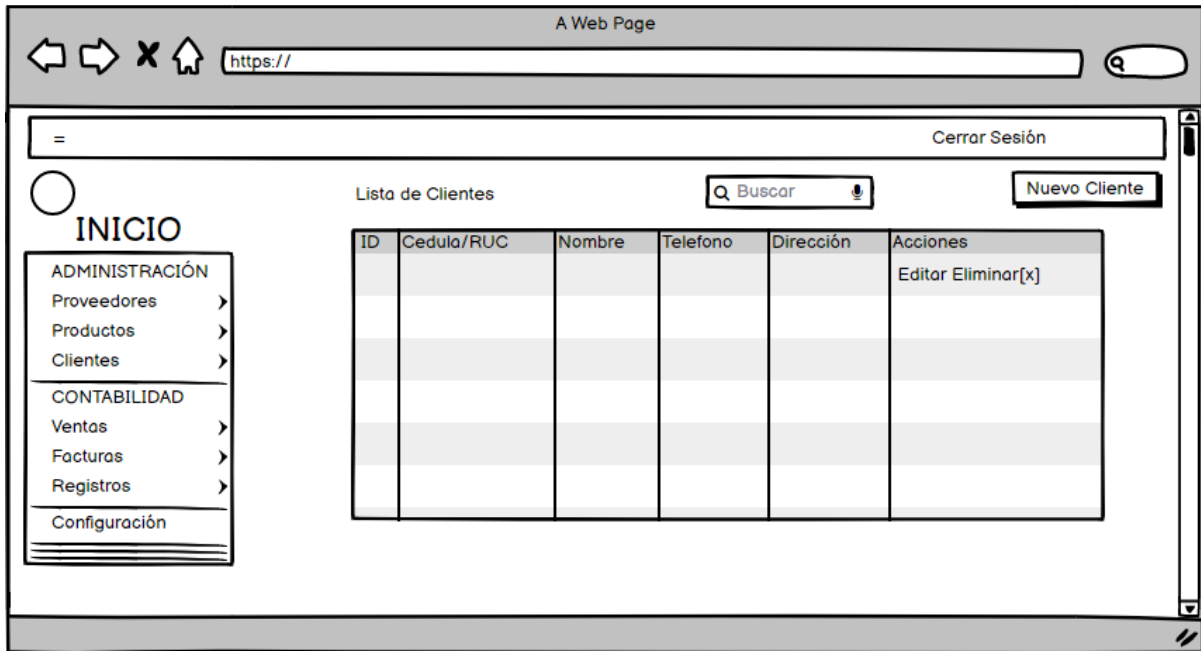 A Web Page
https://
= Cerrar Sesión
INICIO
ADMINISTRACIÓN
Proveedores
Productos
Clientes
CONTABILIDAD
Ventas
Facturas
Registros
Configuración
Lista de Clientes
Buscar
Nuevo Cliente
ID Cedula/RUC Nombre Telefono Dirección Acciones
Editar Eliminar[x]